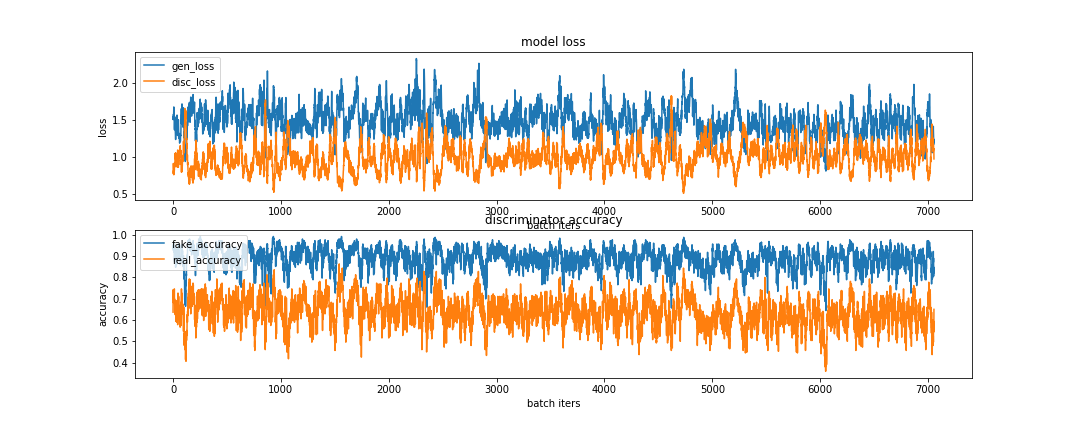 model loss
gen_loss
disc_loss
loss
2.0
1.5
1.0
0.5
0 1000 2000 3000 4000 5000 6000 7000
batch iters
discriminator accuracy
fake_accuracy
real_accuracy
accuracy
1.0
0.9
0.8
0.7
0.6
0.5
0.4
0 1000 2000 3000 4000 5000 6000 7000
batch iters